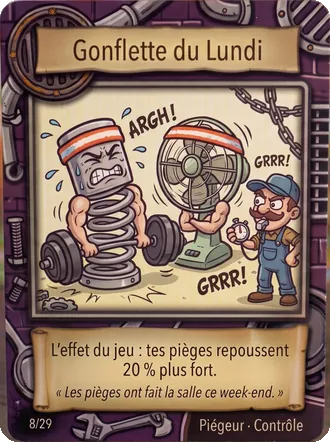 Gonflette du Lundi
ARGH!
GRRR!
GRRR!
L'effet du jeu : tes pièges repoussent
20 % plus fort.
« Les pièges ont fait la salle ce week-end. »
8/29
Piégeur · Contrôle